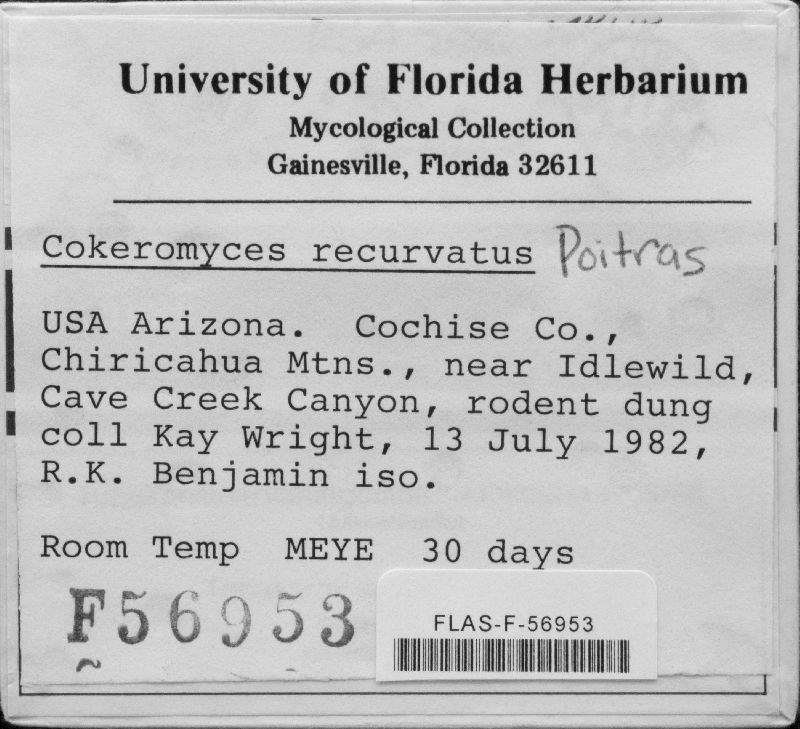 University of Florida Herbarium
Mycological Collection
Gainesville, Florida 32611
Cokeromyces recurvatus Poitras
USA Arizona. Cochise Co.,
Chiricahua Mtns., near Idlewild,
Cave Creek Canyon, rodent dung
coll Kay Wright, 13 July 1982,
R.K. Benjamin iso.
Room Temp MEYE 30 days
F56953
FLAS-F-56953